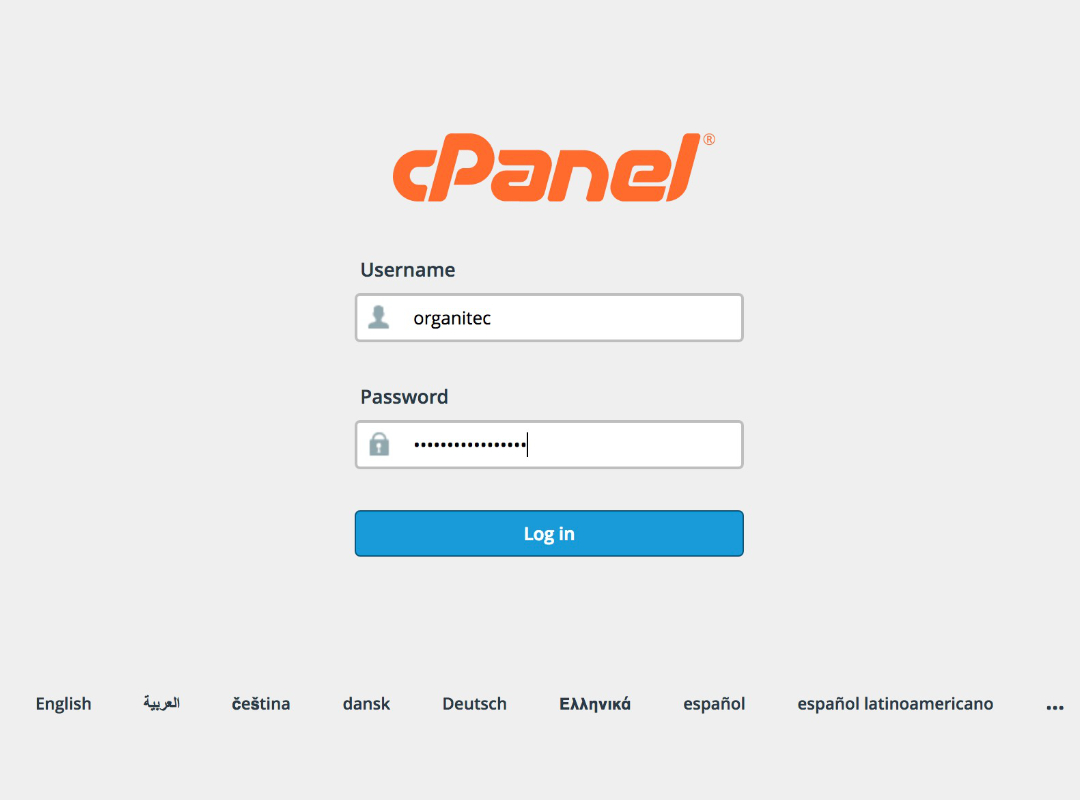 cPanel®
Username
organitec
Password
•••••••••••••••••
Log in
English العربية čeština dansk Deutsch Ελληνικά español español latinoamericano ...